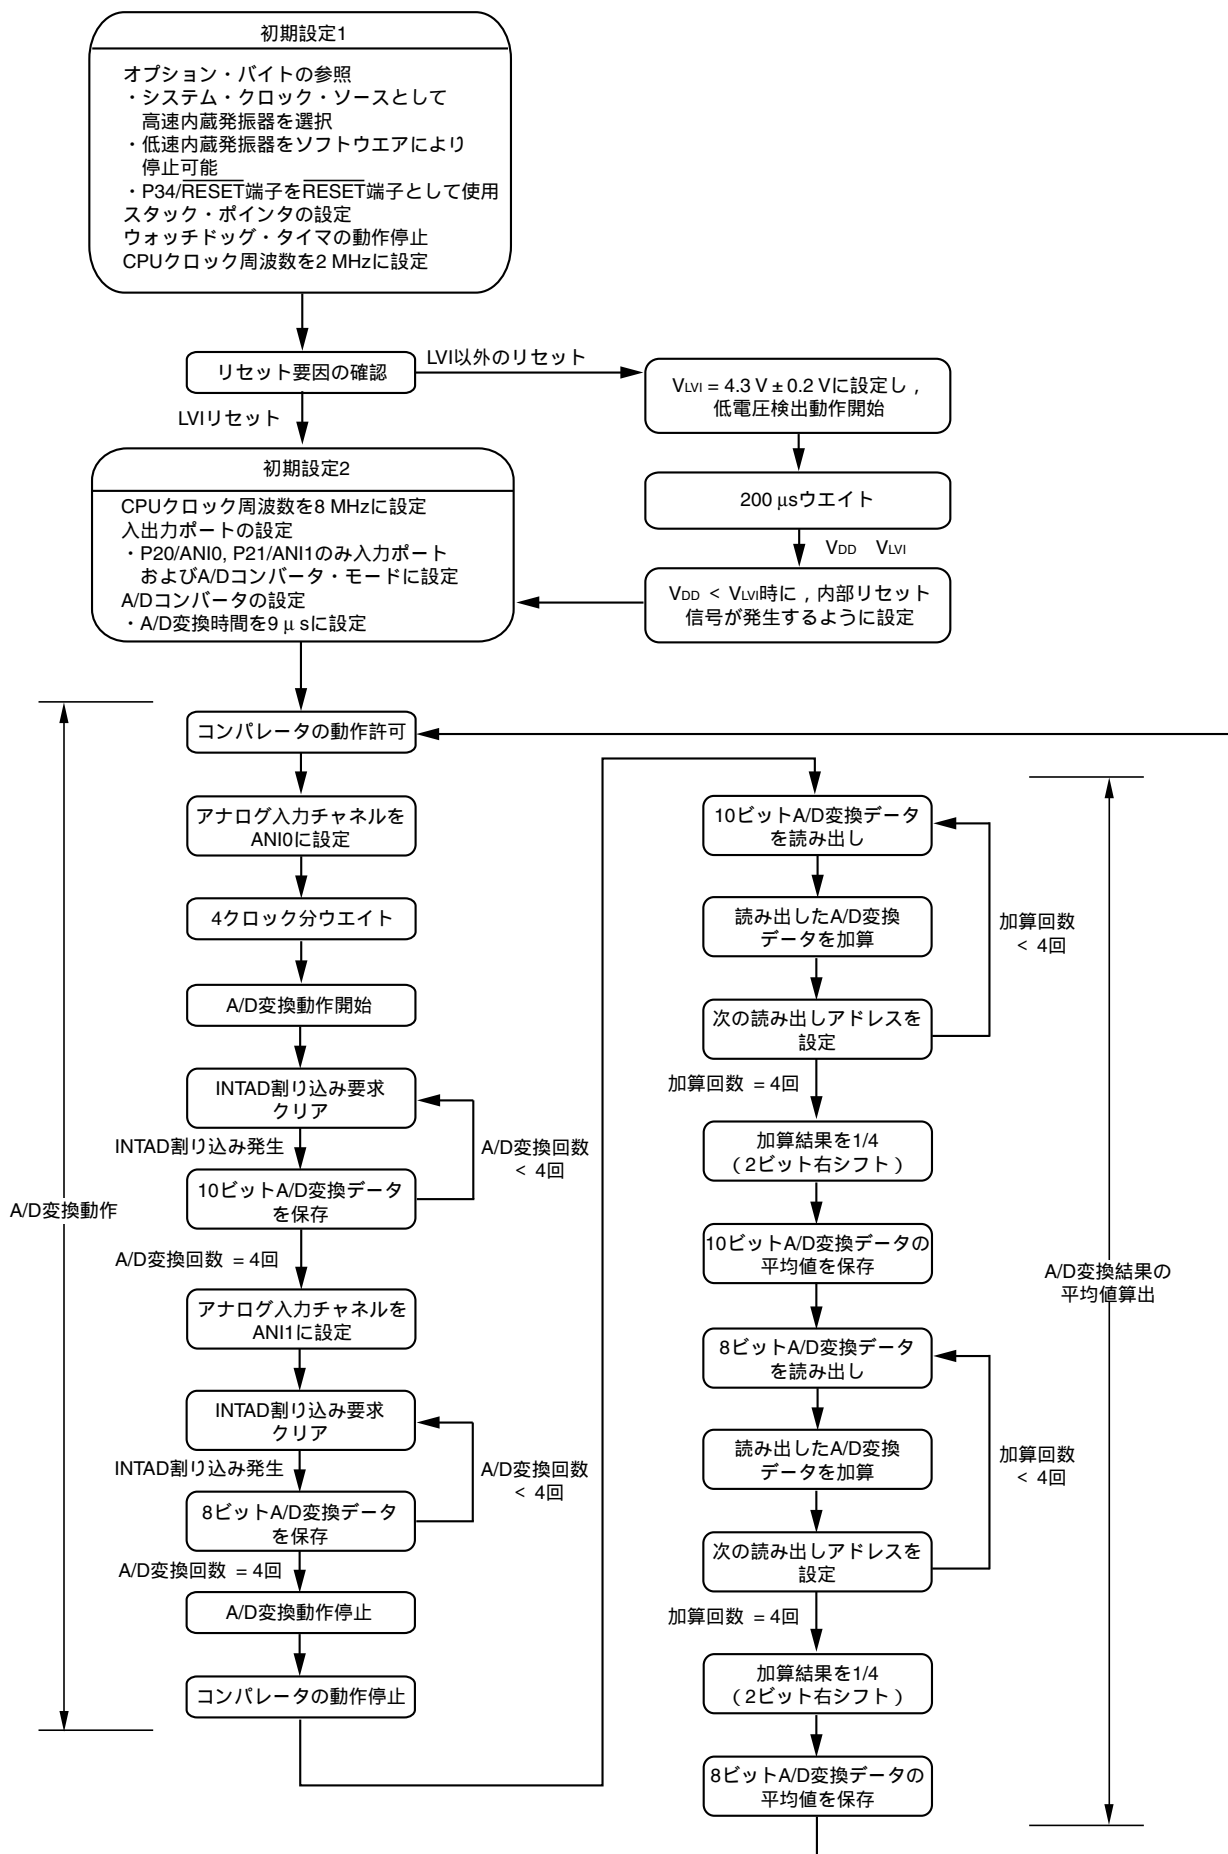 初期設定1
オプション・バイトの参照
・システム・クロック・ソースとして
高速内蔵発振器を選択
・低速内蔵発振器をソフトウエアにより
停止可能
・P34/RESET端子をRESET端子として使用
スタック・ポインタの設定
ウォッチドッグ・タイマの動作停止
CPUクロック周波数を2 MHzに設定
リセット要因の確認
LVI以外のリセット
LVIリセット
VLVI = 4.3 V ± 0.2 Vに設定し，
低電圧検出動作開始
200 μsウエイト
VDD VLVI
VDD < VLVI時に，内部リセット
信号が発生するように設定
初期設定2
CPUクロック周波数を8 MHzに設定
入出力ポートの設定
・P20/ANI0, P21/ANI1のみ入力ポート
およびA/Dコンバータ・モードに設定
A/Dコンバータの設定
・A/D変換時間を9 μsに設定
A/D変換動作
コンパレータの動作許可
アナログ入力チャネルを
ANI0に設定
4クロック分ウエイト
A/D変換動作開始
INTAD割り込み要求
クリア
INTAD割り込み発生
A/D変換回数
< 4回
10ビットA/D変換データ
を保存
A/D変換回数 = 4回
アナログ入力チャネルを
ANI1に設定
INTAD割り込み要求
クリア
INTAD割り込み発生
A/D変換回数
< 4回
8ビットA/D変換データ
を保存
A/D変換回数 = 4回
A/D変換動作停止
コンパレータの動作停止
10ビットA/D変換データ
を読み出し
読み出したA/D変換
データを加算
加算回数
< 4回
次の読み出しアドレスを
設定
加算回数 = 4回
加算結果を1/4
（2ビット右シフト）
10ビットA/D変換データの
平均値を保存
A/D変換結果の
平均値算出
8ビットA/D変換データ
を読み出し
読み出したA/D変換
データを加算
加算回数
< 4回
次の読み出しアドレスを
設定
加算回数 = 4回
加算結果を1/4
（2ビット右シフト）
8ビットA/D変換データの
平均値を保存